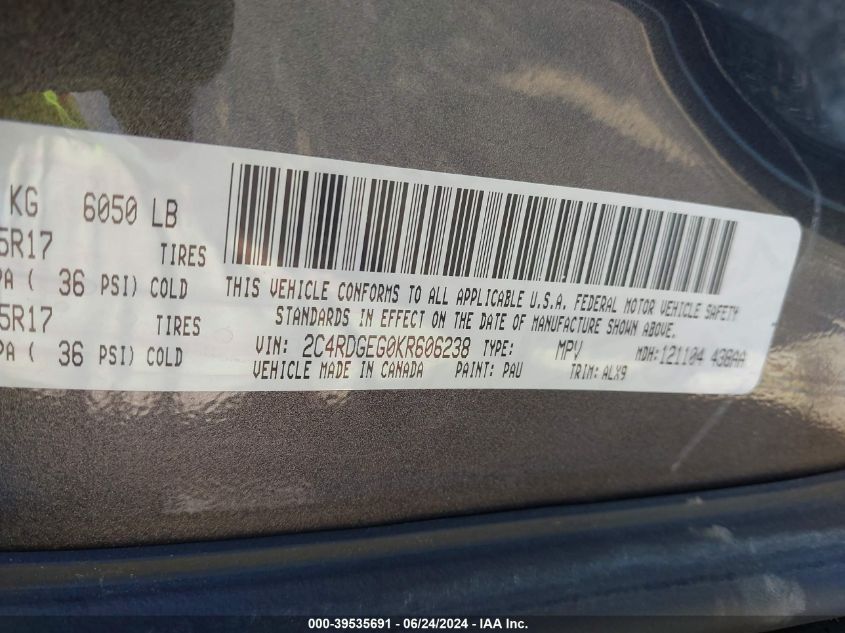 KG 6050 LB
5R17 TIRES
PA ( 36 PSI) COLD
5R17 TIRES
PA ( 36 PSI) COLD
THIS VEHICLE CONFORMS TO ALL APPLICABLE U.S.A. FEDERAL MOTOR VEHICLE SAFETY
STANDARDS IN EFFECT ON THE DATE OF MANUFACTURE SHOWN ABOVE.
VIN: 2C4RDGEG0KR606238 TYPE: MPV MDH: 121104 438AA
VEHICLE MADE IN CANADA PAINT: PAU TRIM: ALX9
000-39535691 - 06/24/2024 - IAA Inc.